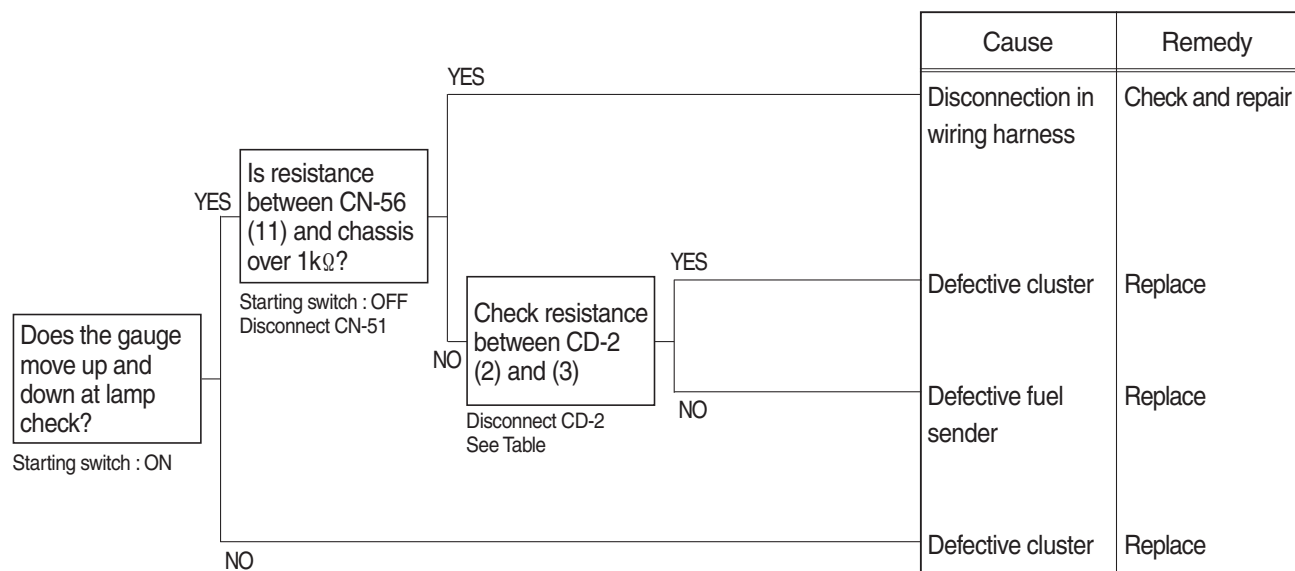 Cause
Remedy
YES
Disconnection in
wiring harness
Check and repair
YES
Is resistance
between CN-56
(11) and chassis
over 1kΩ?
Starting switch : OFF
Disconnect CN-51
YES
Defective cluster
Replace
Does the gauge
move up and
down at lamp
check?
Starting switch : ON
NO
Check resistance
between CD-2
(2) and (3)
Disconnect CD-2
See Table
NO
Defective fuel
sender
Replace
NO
Defective cluster
Replace